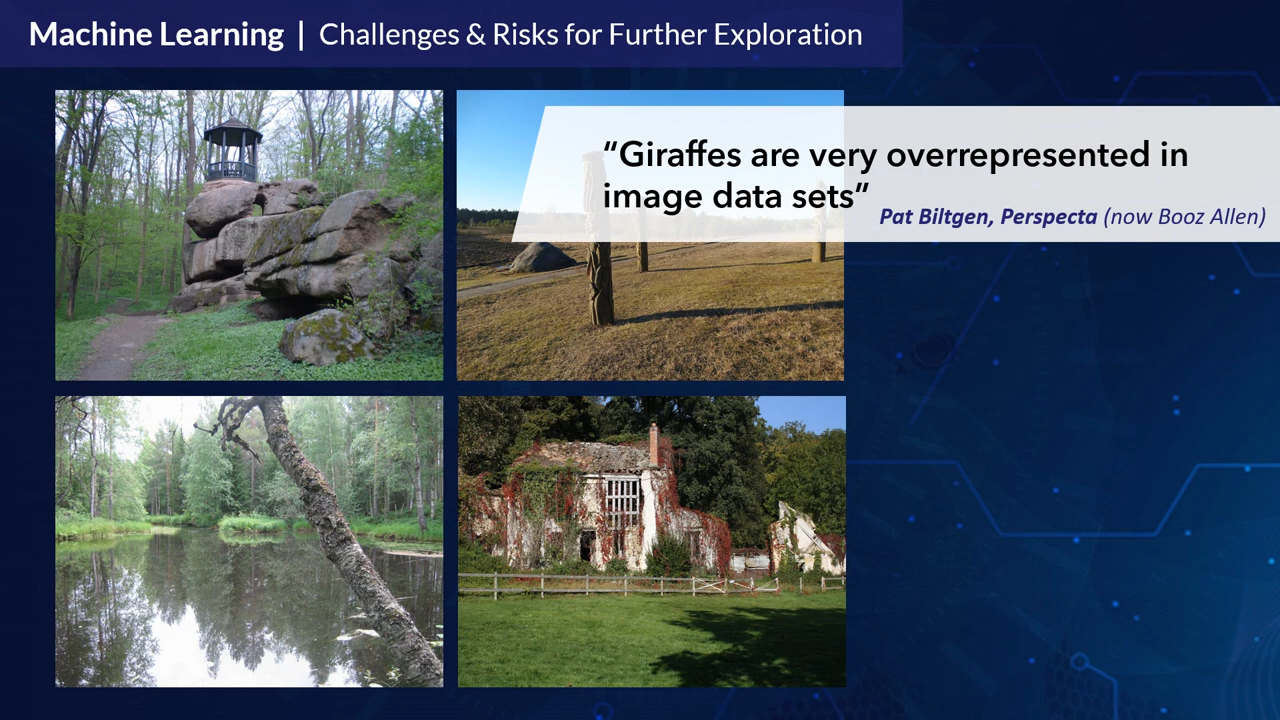 Machine Learning | Challenges & Risks for Further Exploration
“Giraffes are very overrepresented in
image data sets”
Pat Biltgen, Perspecta (now Booz Allen)